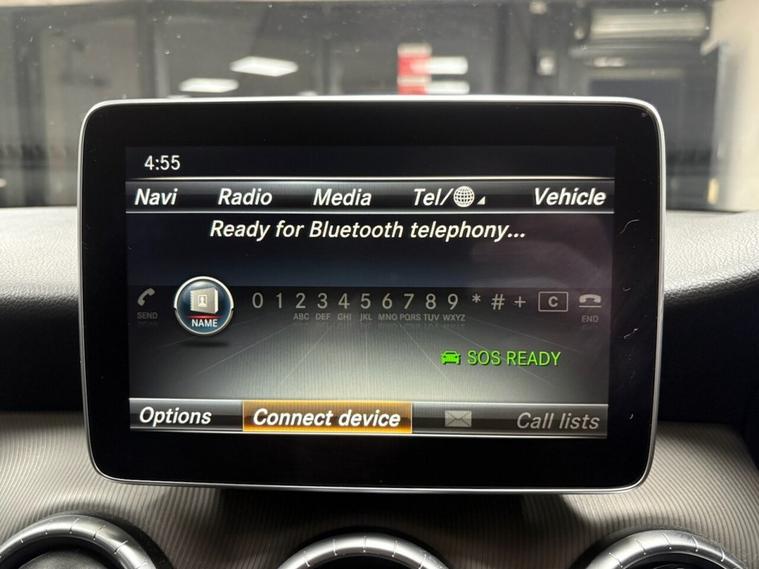 4:55
Navi Radio Media Tel/ Vehicle
Ready for Bluetooth telephony...
SEND NAME 0 1 2 3 4 5 6 7 8 9 * # + C END
ABC DEF GHI JKL MNO PQRS TUV WXYZ
SOS READY
Options Connect device Call lists